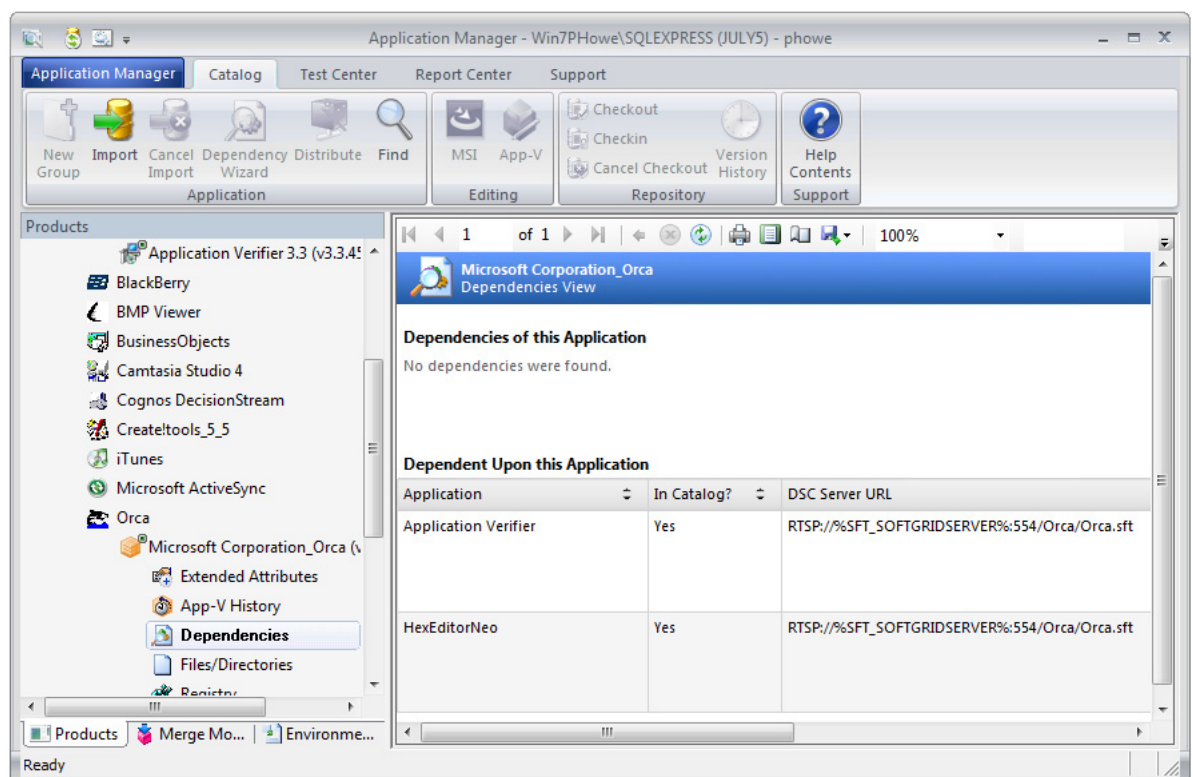 Application Manager - Win7PHowe\SQLEXPRESS (JULY5) - phowe
Application Manager Catalog Test Center Report Center Support
New Group
Import
Cancel Import
Dependency Wizard
Distribute
Find
Application
MSI
App-V
Editing
Checkout
Checkin
Cancel Checkout
Version History
Repository
Help Contents
Support
Products
Application Verifier 3.3 (v3.3.4
BlackBerry
BMP Viewer
BusinessObjects
Camtasia Studio 4
Cognos DecisionStream
Create!tools_5_5
iTunes
Microsoft ActiveSync
Orca
Microsoft Corporation_Orca (v
Extended Attributes
App-V History
Dependencies
Files/Directories
Registry
Products Merge Mo... Environme...
1 of 1 100%
Microsoft Corporation_Orca
Dependencies View
Dependencies of this Application
No dependencies were found.
Dependent Upon this Application
Application In Catalog? DSC Server URL
Application Verifier Yes RTSP://%SFT_SOFTGRIDSERVER%:554/Orca/Orca.sft
HexEditorNeo Yes RTSP://%SFT_SOFTGRIDSERVER%:554/Orca/Orca.sft
Ready